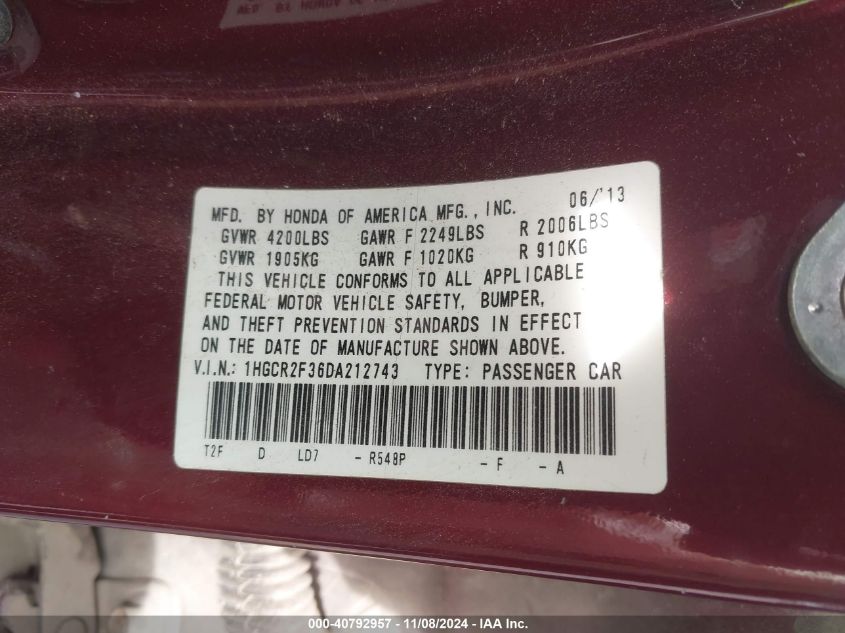 MFD. BY HONDA OF AMERICA MFG., INC. 06/'13
GVWR 4200LBS GAWR F 2249LBS R 2006LBS
GVWR 1905KG GAWR F 1020KG R 910KG
THIS VEHICLE CONFORMS TO ALL APPLICABLE
FEDERAL MOTOR VEHICLE SAFETY, BUMPER,
AND THEFT PREVENTION STANDARDS IN EFFECT
ON THE DATE OF MANUFACTURE SHOWN ABOVE.
V.I.N.: 1HGCR2F36DA212743 TYPE: PASSENGER CAR
T2F D LD7 - R548P - F - A
000-40792957 - 11/08/2024 - IAA Inc.